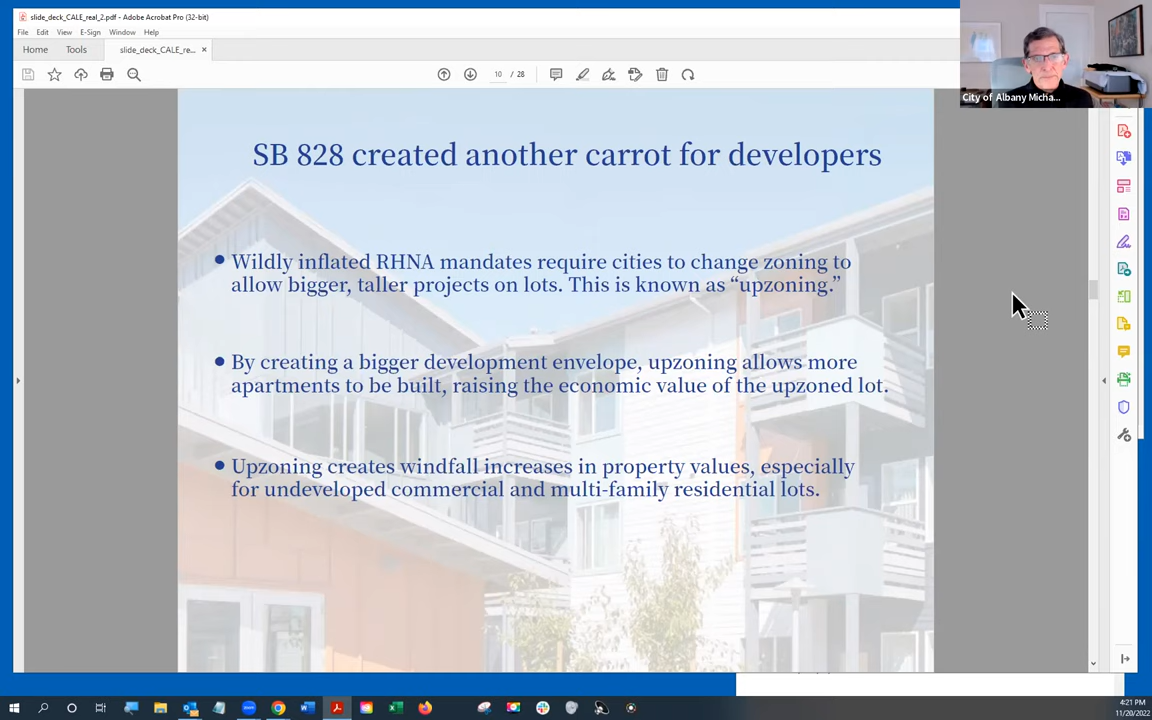 slide_deck_CALE_real_2.pdf - Adobe Acrobat Pro (32-bit)
File Edit View E-Sign Window Help
Home Tools slide_deck_CALE_re... ×
10 / 28
City of Albany Micha...
SB 828 created another carrot for developers
• Wildly inflated RHNA mandates require cities to change zoning to
allow bigger, taller projects on lots. This is known as “upzoning.”
• By creating a bigger development envelope, upzoning allows more
apartments to be built, raising the economic value of the upzoned lot.
• Upzoning creates windfall increases in property values, especially
for undeveloped commercial and multi-family residential lots.
4:21 PM
11/20/2022